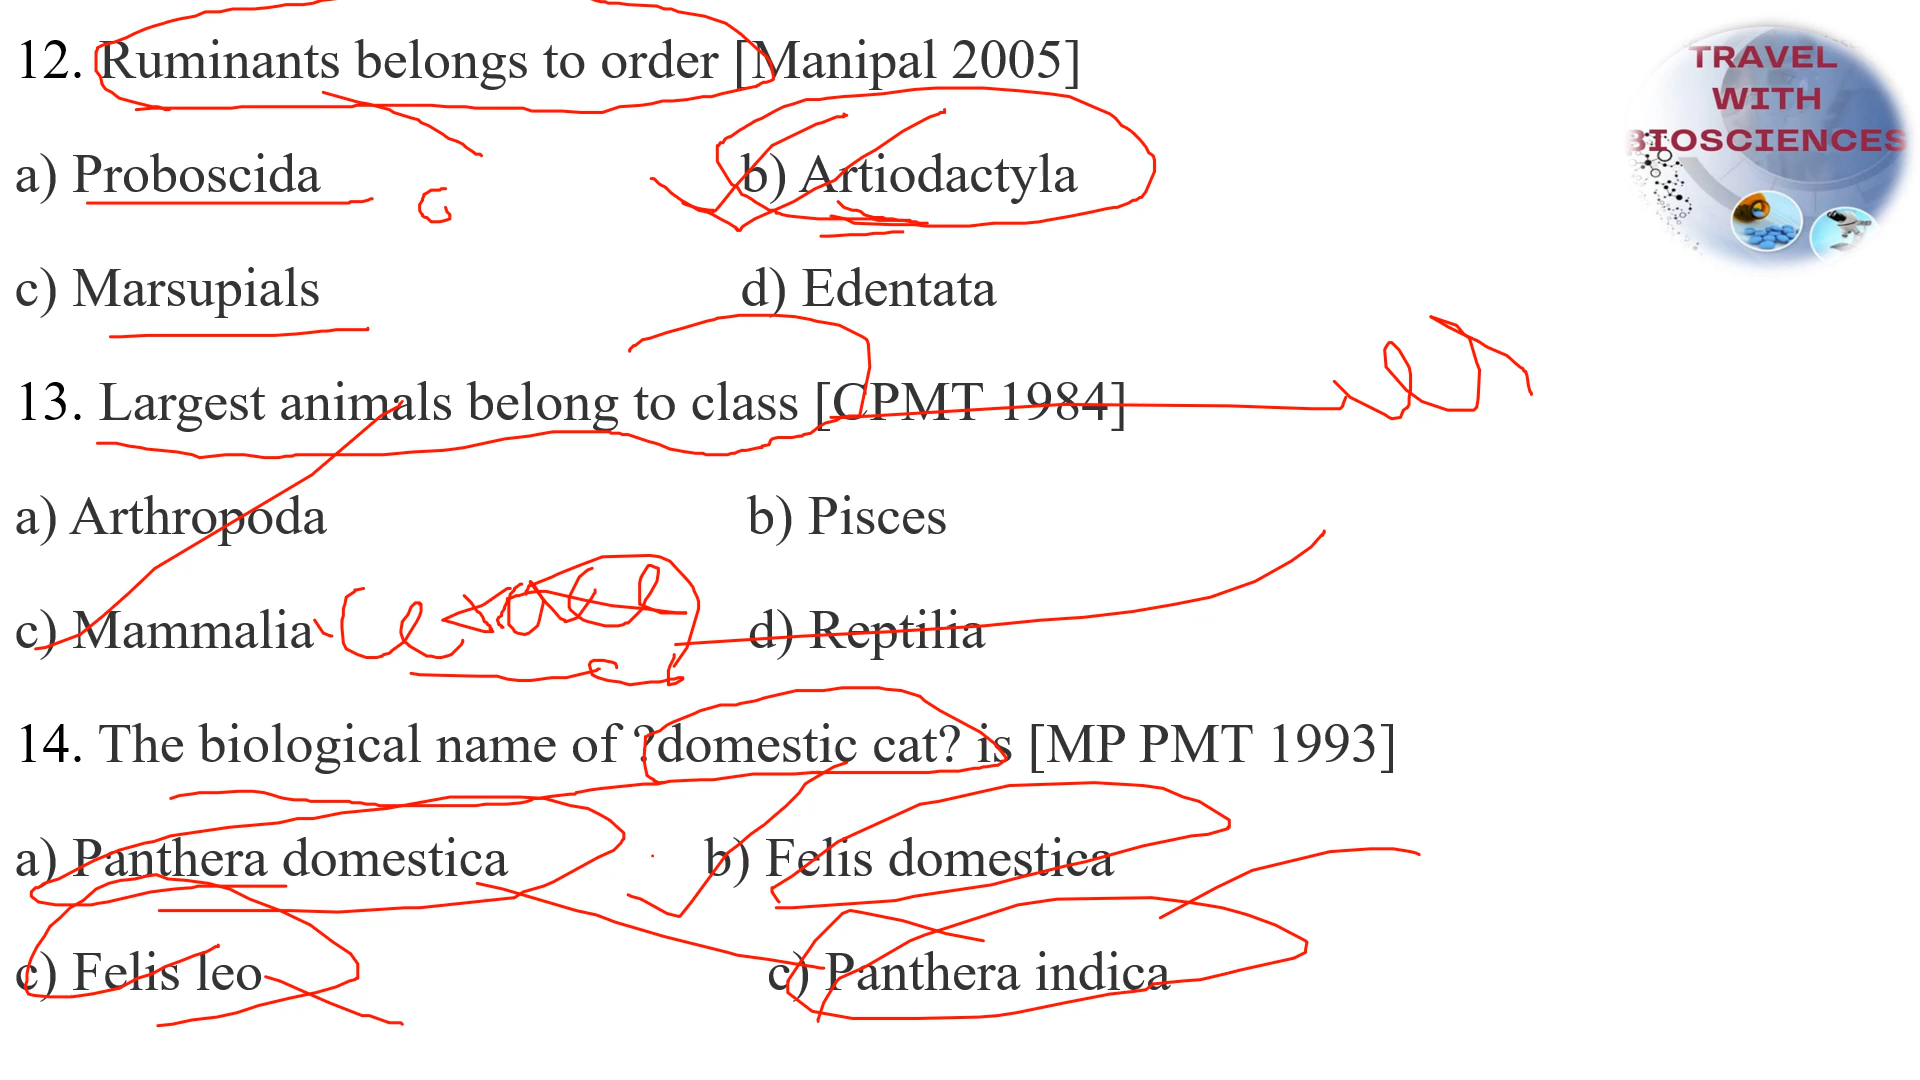 12. Ruminants belongs to order [Manipal 2005]
a) Proboscida b) Artiodactyla
c) Marsupials d) Edentata
13. Largest animals belong to class [CPMT 1984]
a) Arthropoda b) Pisces
c) Mammalia d) Reptilia
14. The biological name of ?domestic cat? is [MP PMT 1993]
a) Panthera domestica b) Felis domestica
c) Felis leo c) Panthera indica
TRAVEL
WITH
BIOSCIENCES